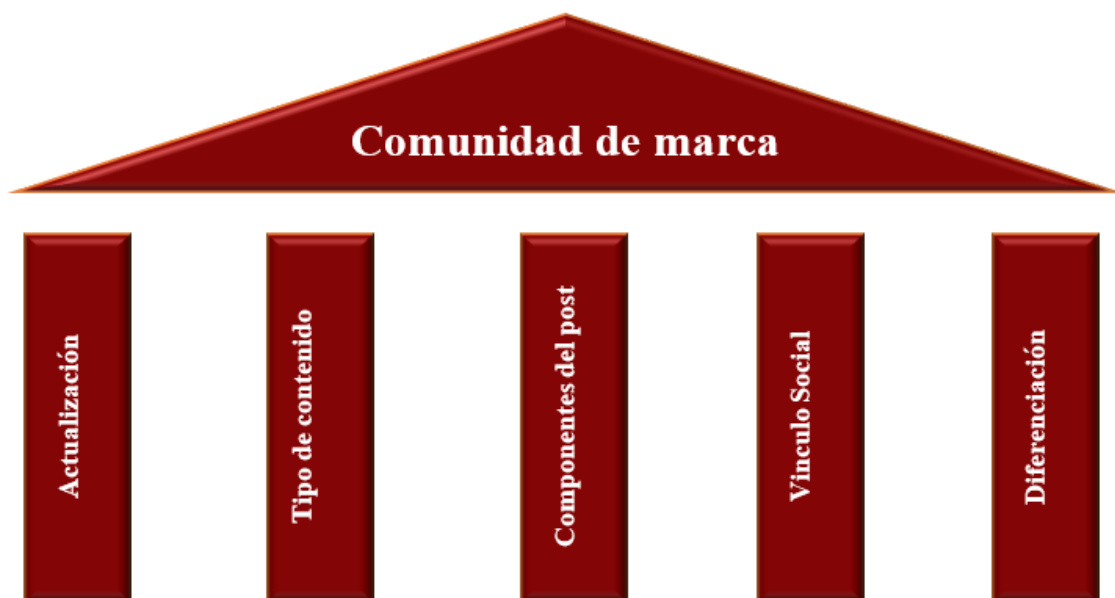 Comunidad de marca
Actualización
Tipo de contenido
Componentes del post
Vinculo Social
Diferenciación